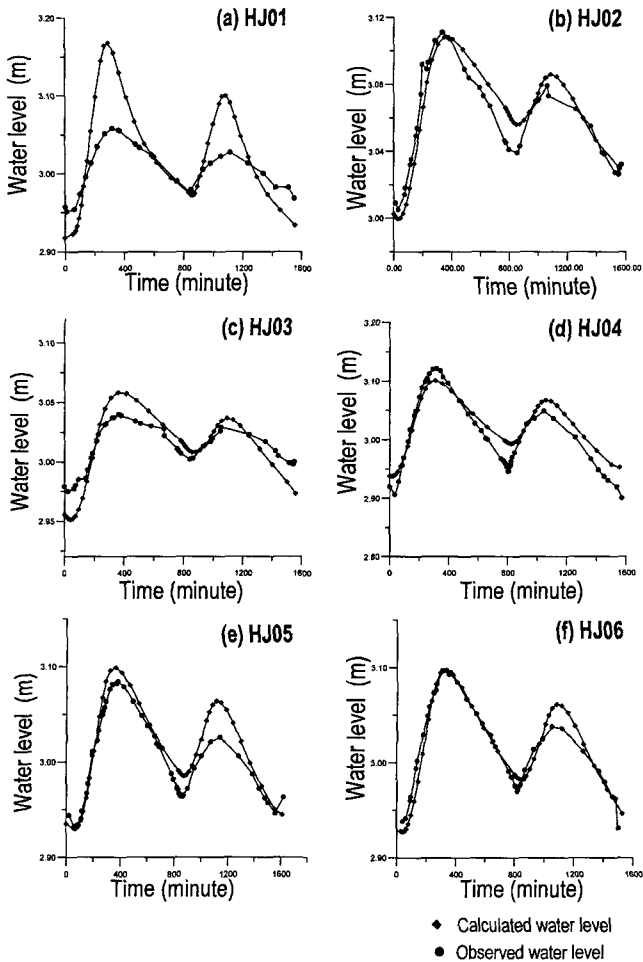 (a) HJ01
3.20
3.10
3.00
2.90
Water level (m)
0 400 800 1200 1600
Time (minute)
(b) HJ02
3.12
3.08
3.04
3.00
Water level (m)
0.00 400.00 800.00 1200.00 1600.00
Time (minute)
(c) HJ03
3.10
3.05
3.00
2.95
Water level (m)
0 400 800 1200 1600
Time (minute)
(d) HJ04
3.20
3.10
3.00
2.90
2.80
Water level (m)
0 400 800 1200 1600
Time (minute)
(e) HJ05
3.10
3.00
2.90
Water level (m)
0 400 800 1200 1600
Time (minute)
(f) HJ06
3.10
3.00
2.90
Water level (m)
0 400 800 1200 1600
Time (minute)
Calculated water level
Observed water level